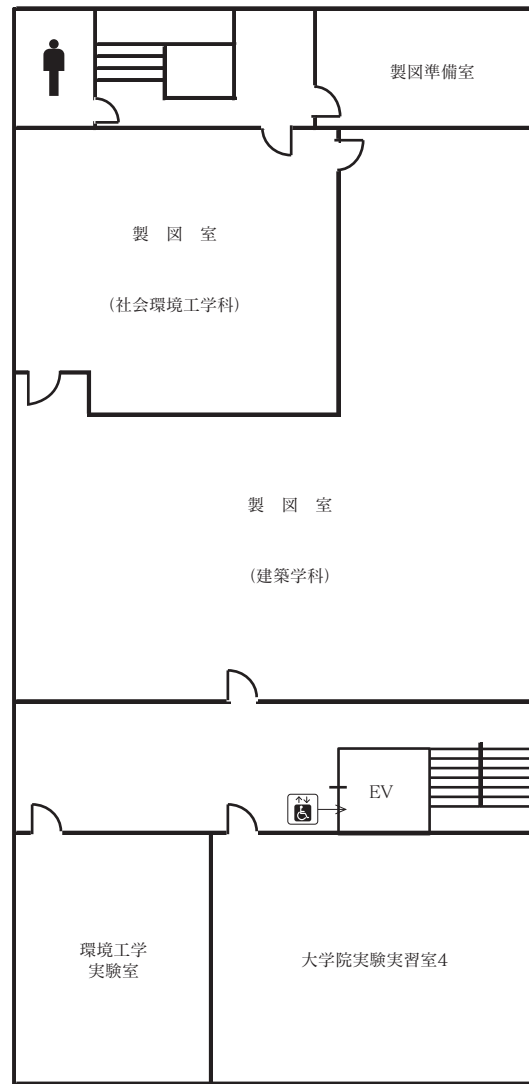 製図準備室
製　図　室
(社会環境工学科)
製　図　室
(建築学科)
EV
環境工学
実験室
大学院実験実習室4